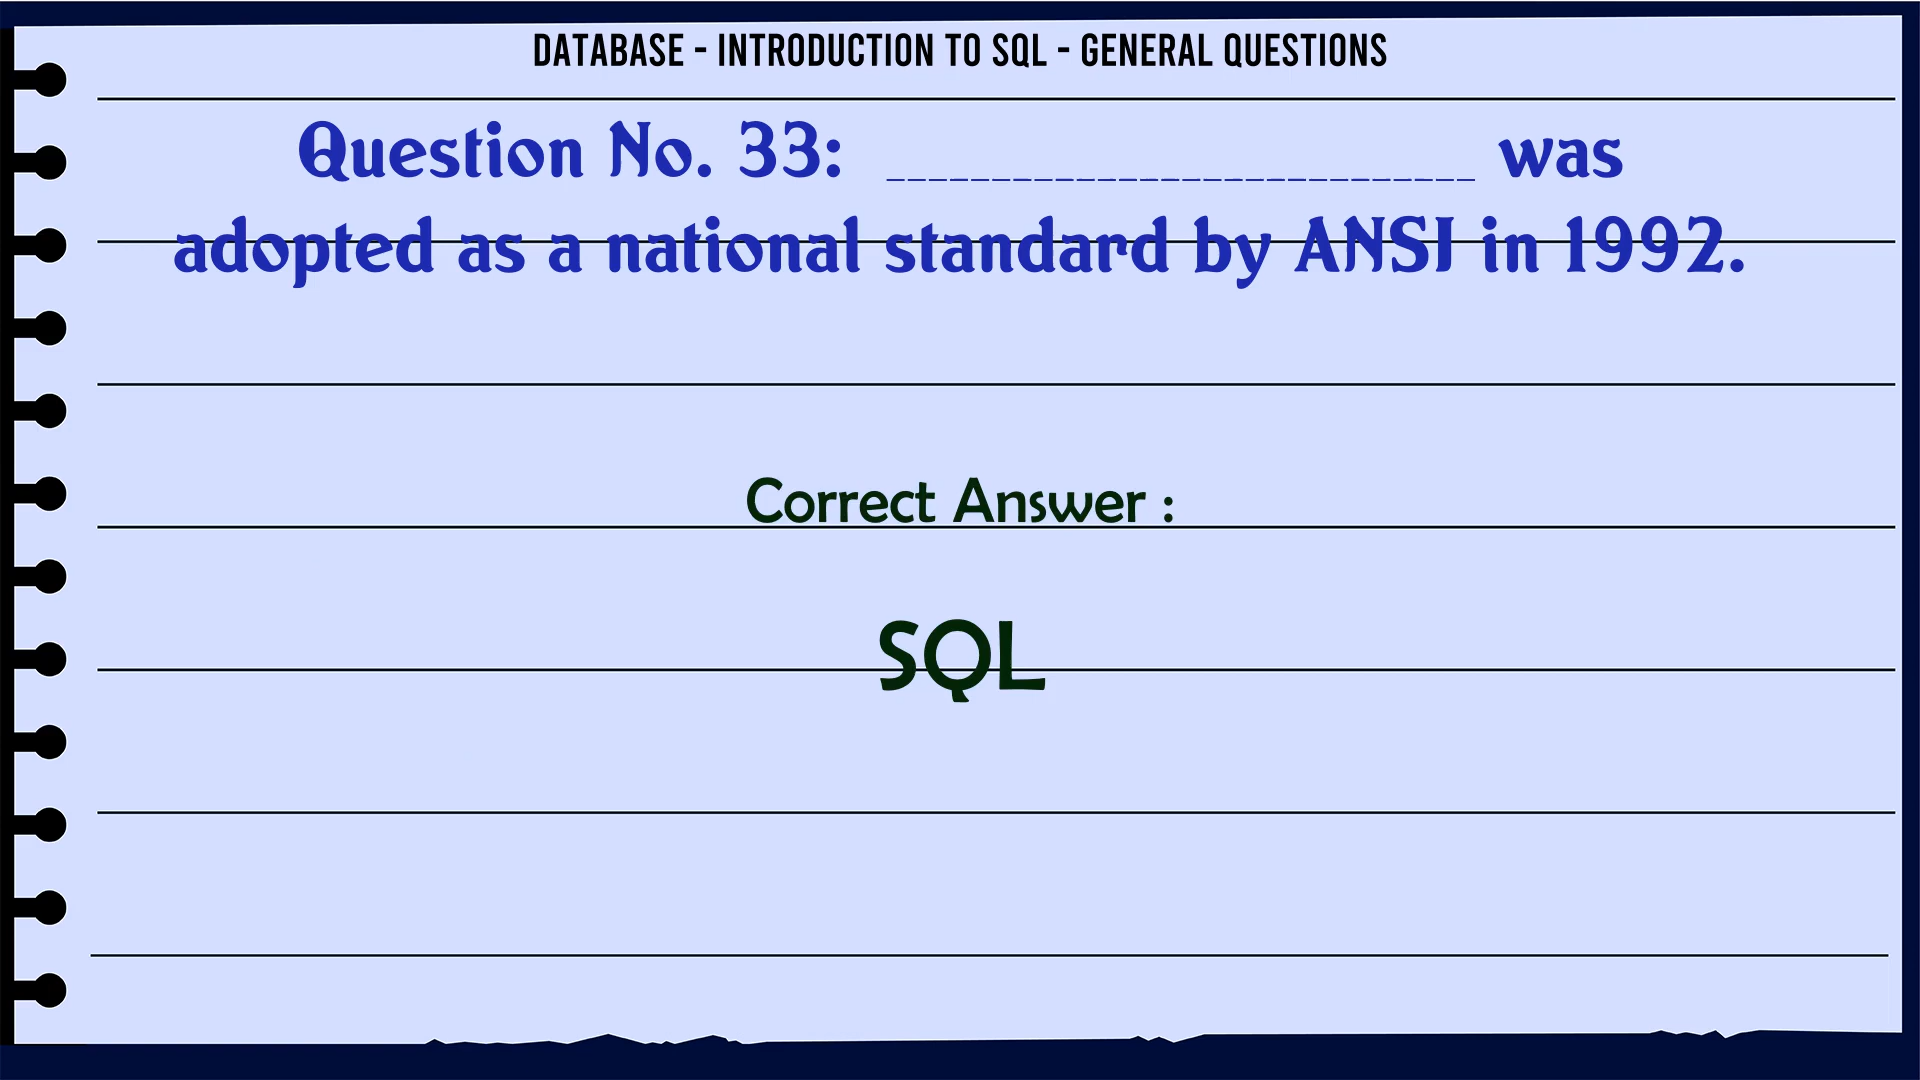 DATABASE - INTRODUCTION TO SQL - GENERAL QUESTIONS
Question No. 33: ____________________________ was
adopted as a national standard by ANSI in 1992.
Correct Answer :
SQL